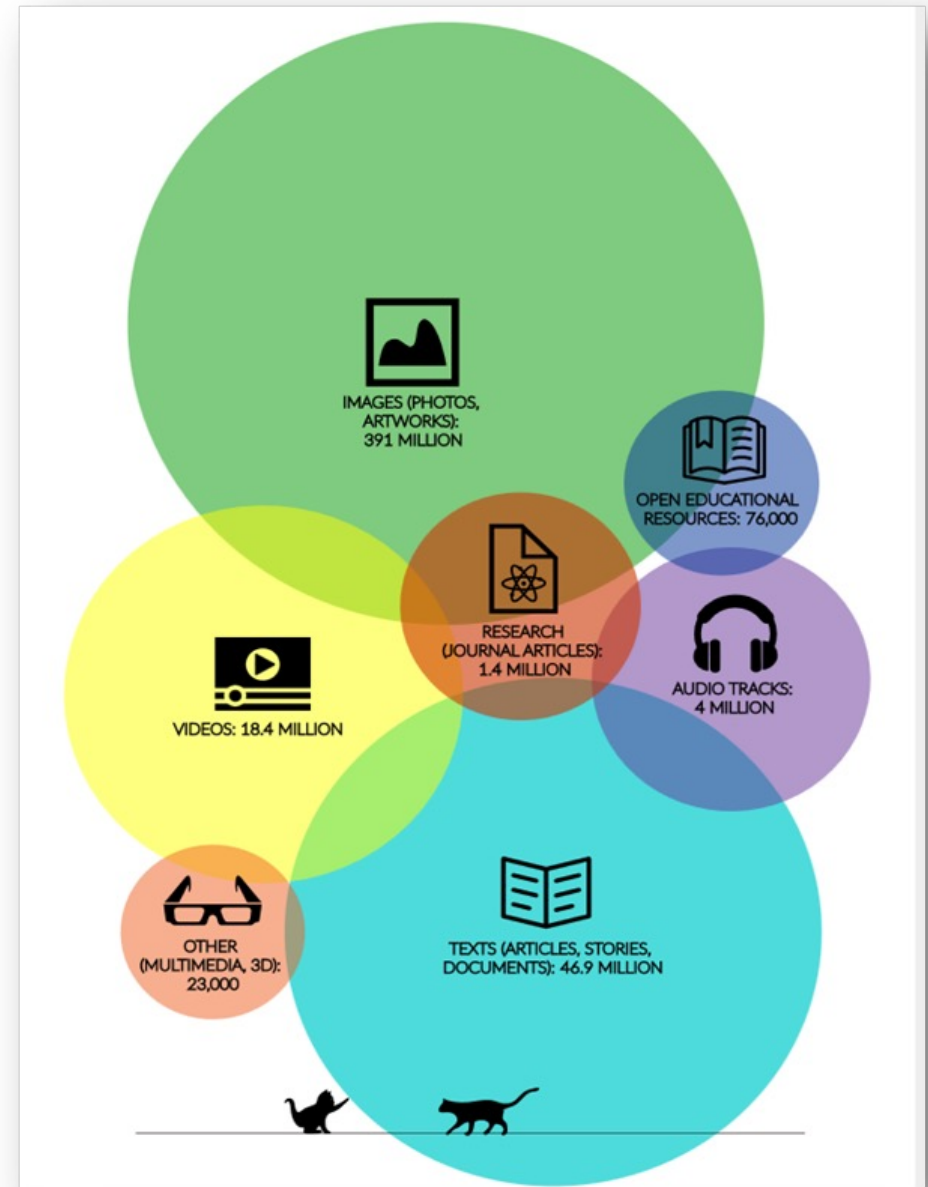 IMAGES (PHOTOS,
ARTWORKS):
391 MILLION
OPEN EDUCATIONAL
RESOURCES: 76,000
RESEARCH
(JOURNAL ARTICLES):
1.4 MILLION
AUDIO TRACKS:
4 MILLION
VIDEOS: 18.4 MILLION
OTHER
(MULTIMEDIA, 3D):
23,000
TEXTS (ARTICLES, STORIES,
DOCUMENTS): 46.9 MILLION